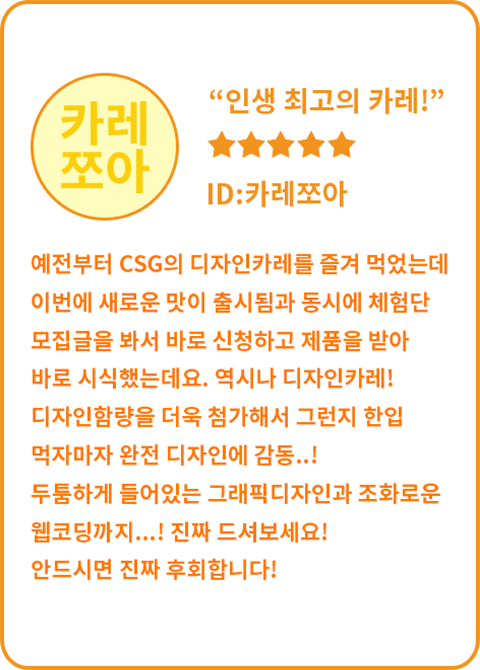 카레
쪼아
“인생 최고의 카레!”
ID:카레쪼아
예전부터 CSG의 디자인카레를 즐겨 먹었는데
이번에 새로운 맛이 출시됨과 동시에 체험단
모집글을 봐서 바로 신청하고 제품을 받아
바로 시식했는데요. 역시나 디자인카레!
디자인함량을 더욱 첨가해서 그런지 한입
먹자마자 완전 디자인에 감동..!
두툼하게 들어있는 그래픽디자인과 조화로운
웹코딩까지...! 진짜 드셔보세요!
안드시면 진짜 후회합니다!